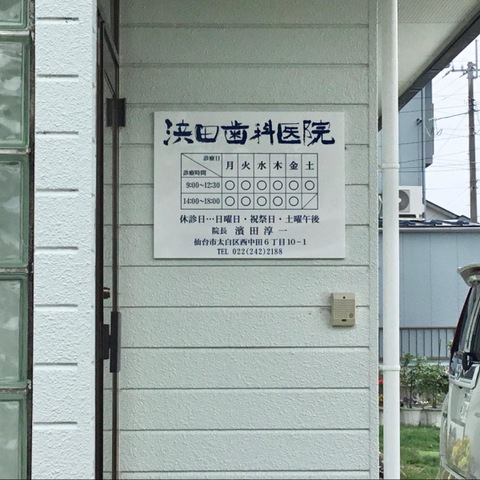 浜田歯科医院
診療日 月 火 水 木 金 土
診療時間
9:00~12:30 ○ ○ ○ ○ ○ ○
14:00~18:00 ○ ○ ○ ○ ○ /
休診日…日曜日・祝祭日・土曜午後
院長 濱田淳一
仙台市太白区西中田6丁目10-1
TEL 022(242)2188